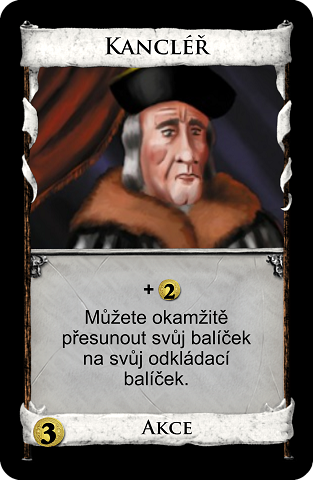 Kancléř
+ 2
Můžete okamžitě
přesunout svůj balíček
na svůj odkládací
balíček.
3 Akce